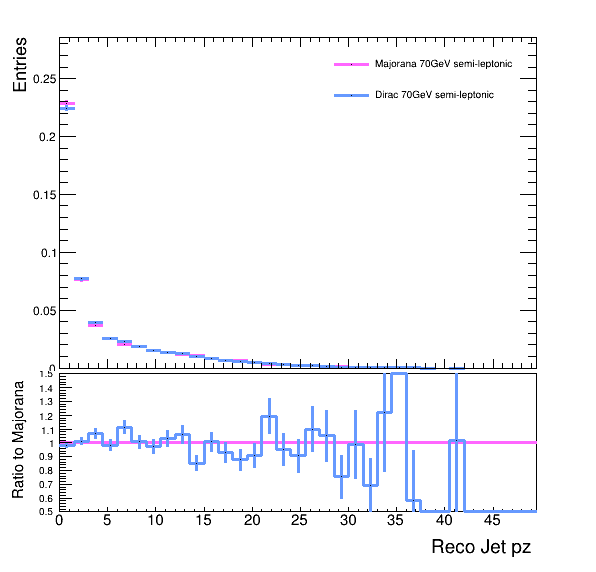 Entries
Majorana 70GeV semi-leptonic
Dirac 70GeV semi-leptonic
0.25
0.2
0.15
0.1
0.05
0
Ratio to Majorana
1.5
1.4
1.3
1.2
1.1
1
0.9
0.8
0.7
0.6
0.5
0 5 10 15 20 25 30 35 40 45
Reco Jet pz